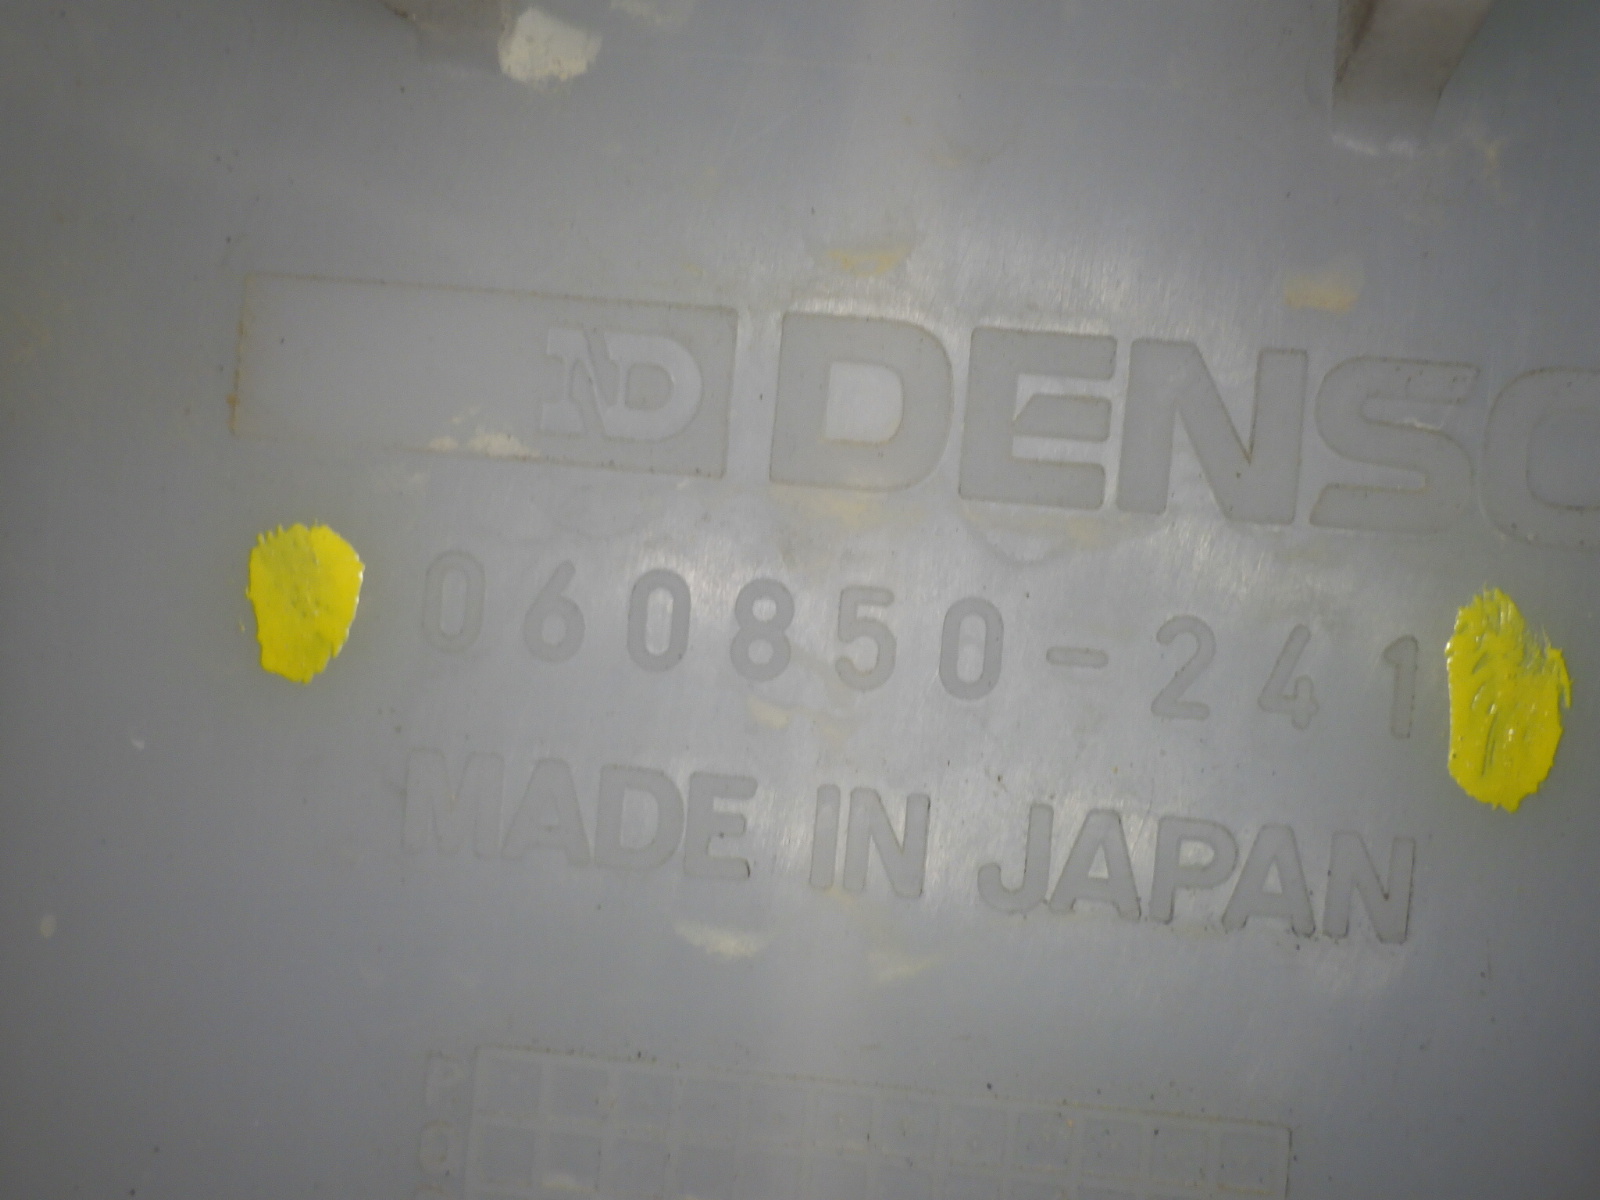 ND DENSO
060850-241
MADE IN JAPAN
P